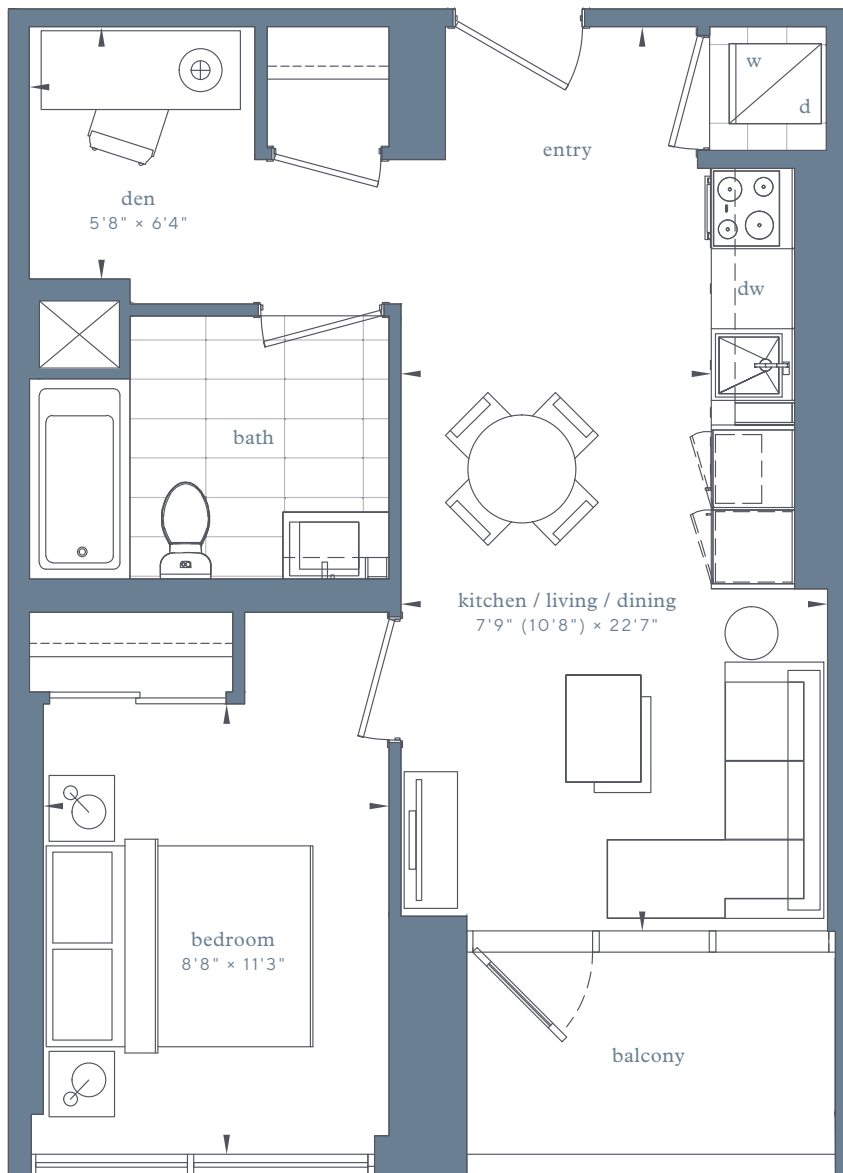 w
d
entry
den
5'8" × 6'4"
dw
bath
kitchen / living / dining
7'9" (10'8") × 22'7"
bedroom
8'8" × 11'3"
balcony